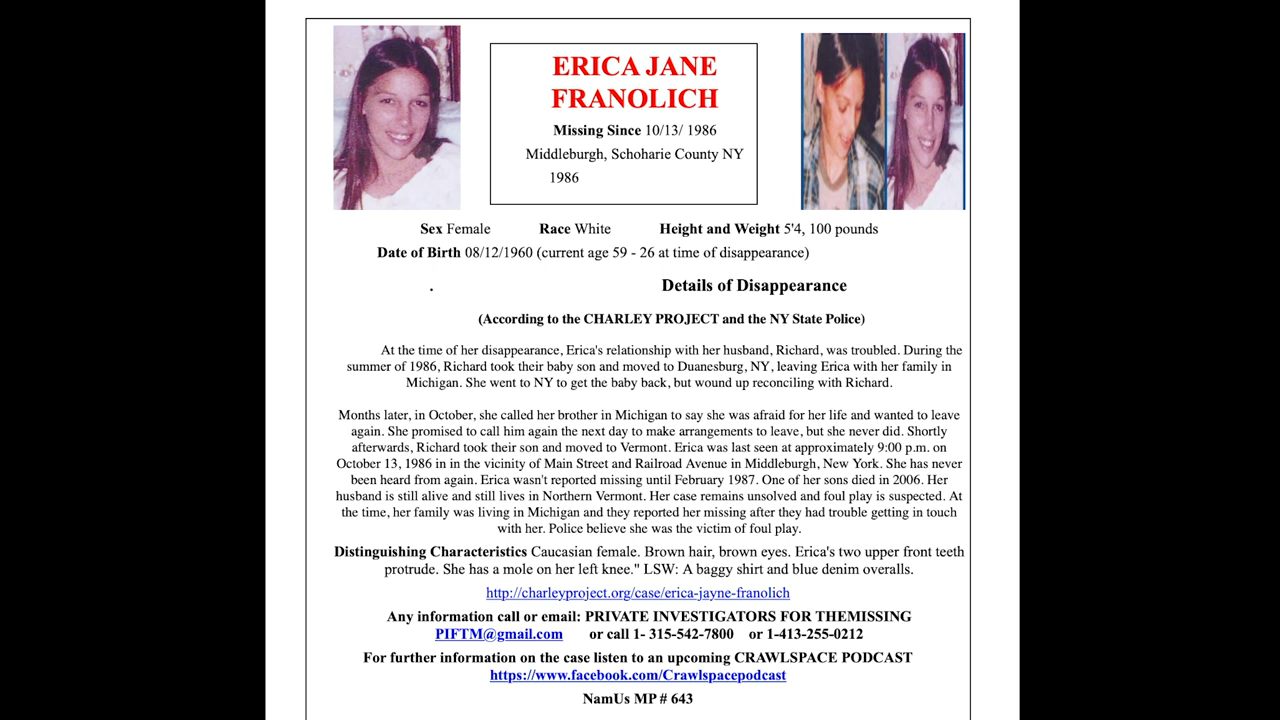 ERICA JANE
FRANOLICH
Missing Since 10/13/ 1986
Middleburgh, Schoharie County NY
1986
Sex Female Race White Height and Weight 5'4, 100 pounds
Date of Birth 08/12/1960 (current age 59 - 26 at time of disappearance)
. Details of Disappearance
(According to the CHARLEY PROJECT and the NY State Police)
At the time of her disappearance, Erica's relationship with her husband, Richard, was troubled. During the
summer of 1986, Richard took their baby son and moved to Duanesburg, NY, leaving Erica with her family in
Michigan. She went to NY to get the baby back, but wound up reconciling with Richard.
Months later, in October, she called her brother in Michigan to say she was afraid for her life and wanted to leave
again. She promised to call him again the next day to make arrangements to leave, but she never did. Shortly
afterwards, Richard took their son and moved to Vermont. Erica was last seen at approximately 9:00 p.m. on
October 13, 1986 in in the vicinity of Main Street and Railroad Avenue in Middleburgh, New York. She has never
been heard from again. Erica wasn't reported missing until February 1987. One of her sons died in 2006. Her
husband is still alive and still lives in Northern Vermont. Her case remains unsolved and foul play is suspected. At
the time, her family was living in Michigan and they reported her missing after they had trouble getting in touch
with her. Police believe she was the victim of foul play.
Distinguishing Characteristics Caucasian female. Brown hair, brown eyes. Erica's two upper front teeth
protrude. She has a mole on her left knee." LSW: A baggy shirt and blue denim overalls.
http://charleyproject.org/case/erica-jayne-franolich
Any information call or email: PRIVATE INVESTIGATORS FOR THEMISSING
PIFTM@gmail.com or call 1- 315-542-7800 or 1-413-255-0212
For further information on the case listen to an upcoming CRAWLSPACE PODCAST
https://www.facebook.com/Crawlspacepodcast
NamUs MP # 643